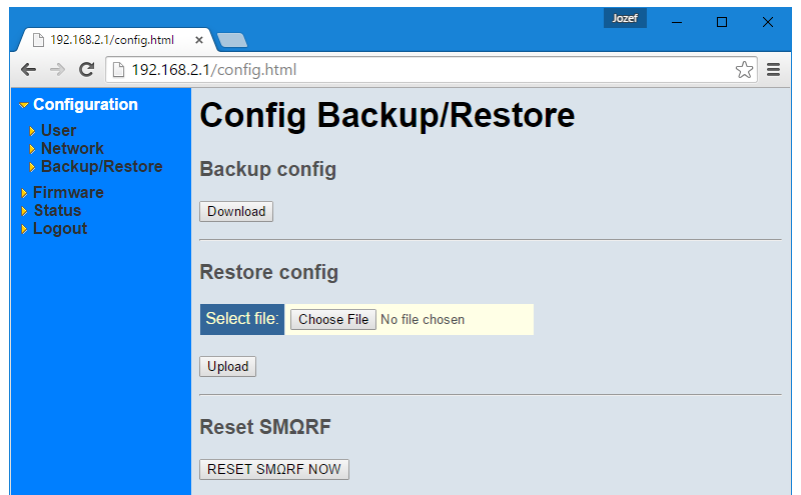 Jozef
192.168.2.1/config.html
192.168.2.1/config.html
Configuration
User
Network
Backup/Restore
Firmware
Status
Logout
Config Backup/Restore
Backup config
Download
Restore config
Select file: Choose File No file chosen
Upload
Reset SMΩRF
RESET SMΩRF NOW